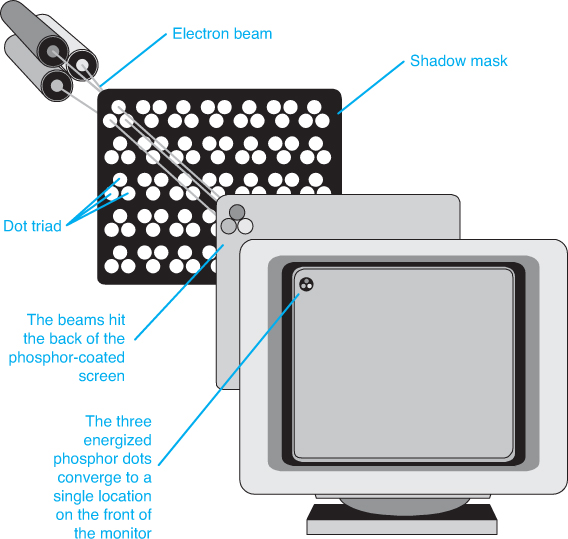 Electron beam
Shadow mask
Dot triad
The beams hit
the back of the
phosphor-coated
screen
The three
energized
phosphor dots
converge to a
single location
on the front of
the monitor